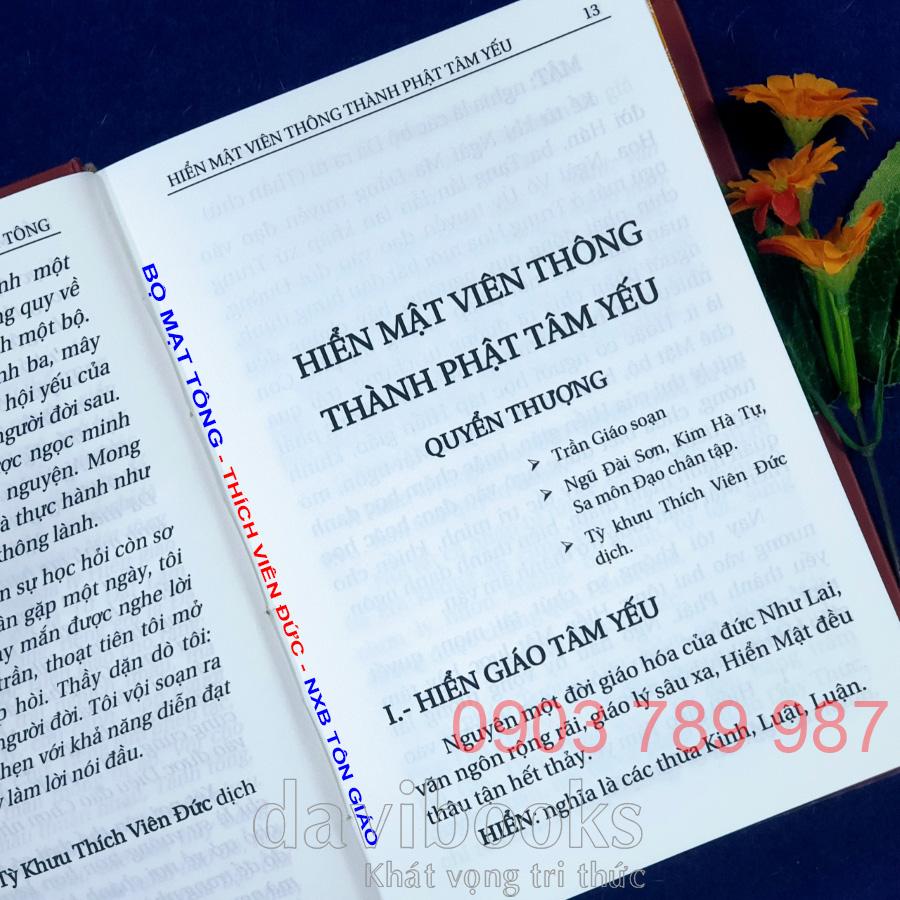 TÔNG
một
quy về
một bộ.
ba, mây
hội yếu của
người đời sau.
ngọc minh
nguyện. Mong
thực hành như
không lành.
sự học hỏi còn sơ
gặp một ngày, tôi
mắn được nghe lời
trần, thoạt tiên tôi mở
hỏi. Thầy dặn dò tôi:
người đời. Tôi vội soạn ra
với khả năng diễn đạt
làm lời nói đầu.
Tỳ Khưu Thích Viên Đức dịch
BỘ MẬT TÔNG - THÍCH VIÊN ĐỨC - NXB TÔN GIÁO
13
HIỂN MẬT VIÊN THÔNG THÀNH PHẬT TÂM YẾU
HIỂN MẬT VIÊN THÔNG
THÀNH PHẬT TÂM YẾU
QUYỂN THƯỢNG
➢ Trần Giáo soạn
➢ Ngũ Đài Sơn, Kim Hà Tự,
Sa môn Đạo chân tập.
➢ Tỳ khưu Thích Viên Đức
dịch.
I.- HIỂN GIÁO TÂM YẾU
Nguyên một đời giáo hóa của đức Như Lai,
văn ngôn rộng rãi, giáo lý sâu xa, Hiển Mật đều
thâu tận hết thảy.
HIỂN: nghĩa là các thừa Kinh, Luật, Luận.
0903 789 987
davibooks
Khát vọng tri thức